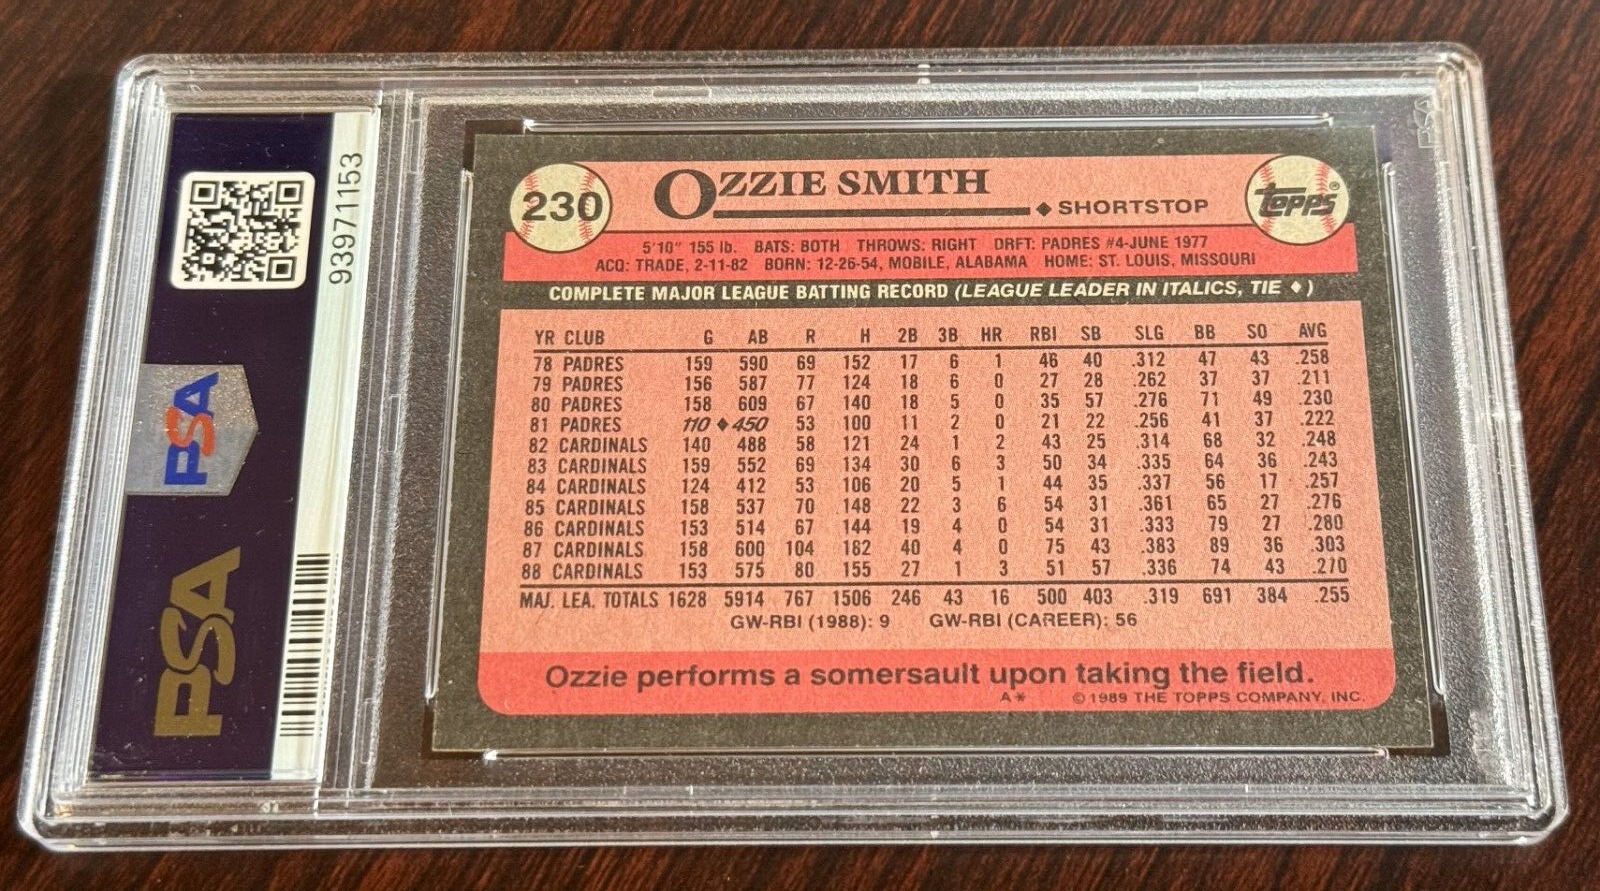 93971153
PSA
PSA
230
OZZIE SMITH
◆ SHORTSTOP
TOPPS®
5'10" 155 lb. BATS: BOTH THROWS: RIGHT DRFT: PADRES #4-JUNE 1977
ACQ: TRADE, 2-11-82 BORN: 12-26-54, MOBILE, ALABAMA HOME: ST. LOUIS, MISSOURI
COMPLETE MAJOR LEAGUE BATTING RECORD (LEAGUE LEADER IN ITALICS, TIE ◆)
YR CLUB G AB R H 2B 3B HR RBI SB SLG BB SO AVG
78 PADRES 159 590 69 152 17 6 1 46 40 .312 47 43 .258
79 PADRES 156 587 77 124 18 6 0 27 28 .262 37 37 .211
80 PADRES 158 609 67 140 18 5 0 35 57 .276 71 49 .230
81 PADRES 110 ◆ 450 53 100 11 2 0 21 22 .256 41 37 .222
82 CARDINALS 140 488 58 121 24 1 2 43 25 .314 68 32 .248
83 CARDINALS 159 552 69 134 30 6 3 50 34 .335 64 36 .243
84 CARDINALS 124 412 53 106 20 5 1 44 35 .337 56 17 .257
85 CARDINALS 158 537 70 148 22 3 6 54 31 .361 65 27 .276
86 CARDINALS 153 514 67 144 19 4 0 54 31 .333 79 27 .280
87 CARDINALS 158 600 104 182 40 4 0 75 43 .383 89 36 .303
88 CARDINALS 153 575 80 155 27 1 3 51 57 .336 74 43 .270
MAJ. LEA. TOTALS 1628 5914 767 1506 246 43 16 500 403 .319 691 384 .255
GW-RBI (1988): 9 GW-RBI (CAREER): 56
Ozzie performs a somersault upon taking the field.
A* ©1989 THE TOPPS COMPANY, INC.
PSA